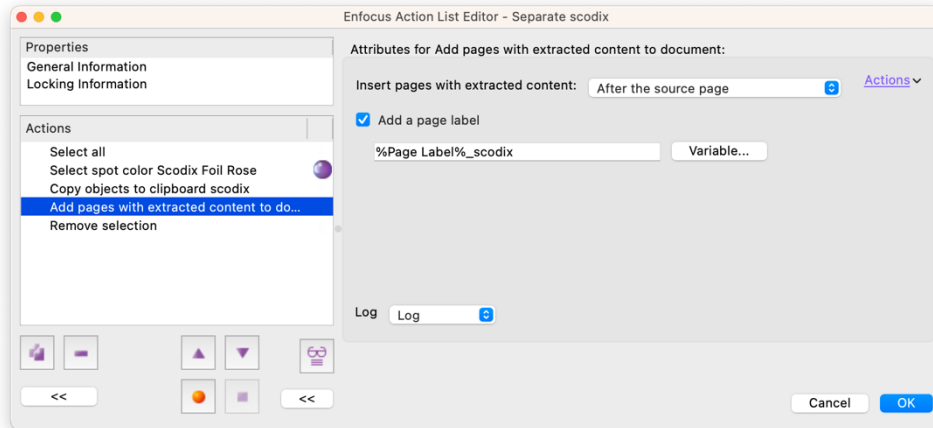 Enfocus Action List Editor - Separate scodix
Properties
General Information
Locking Information
Actions
Select all
Select spot color Scodix Foil Rose
Copy objects to clipboard scodix
Add pages with extracted content to do...
Remove selection
<<
<<
Attributes for Add pages with extracted content to document:
Insert pages with extracted content:
After the source page
Actions
Add a page label
%Page Label%_scodix
Variable...
Log
Log
Cancel
OK